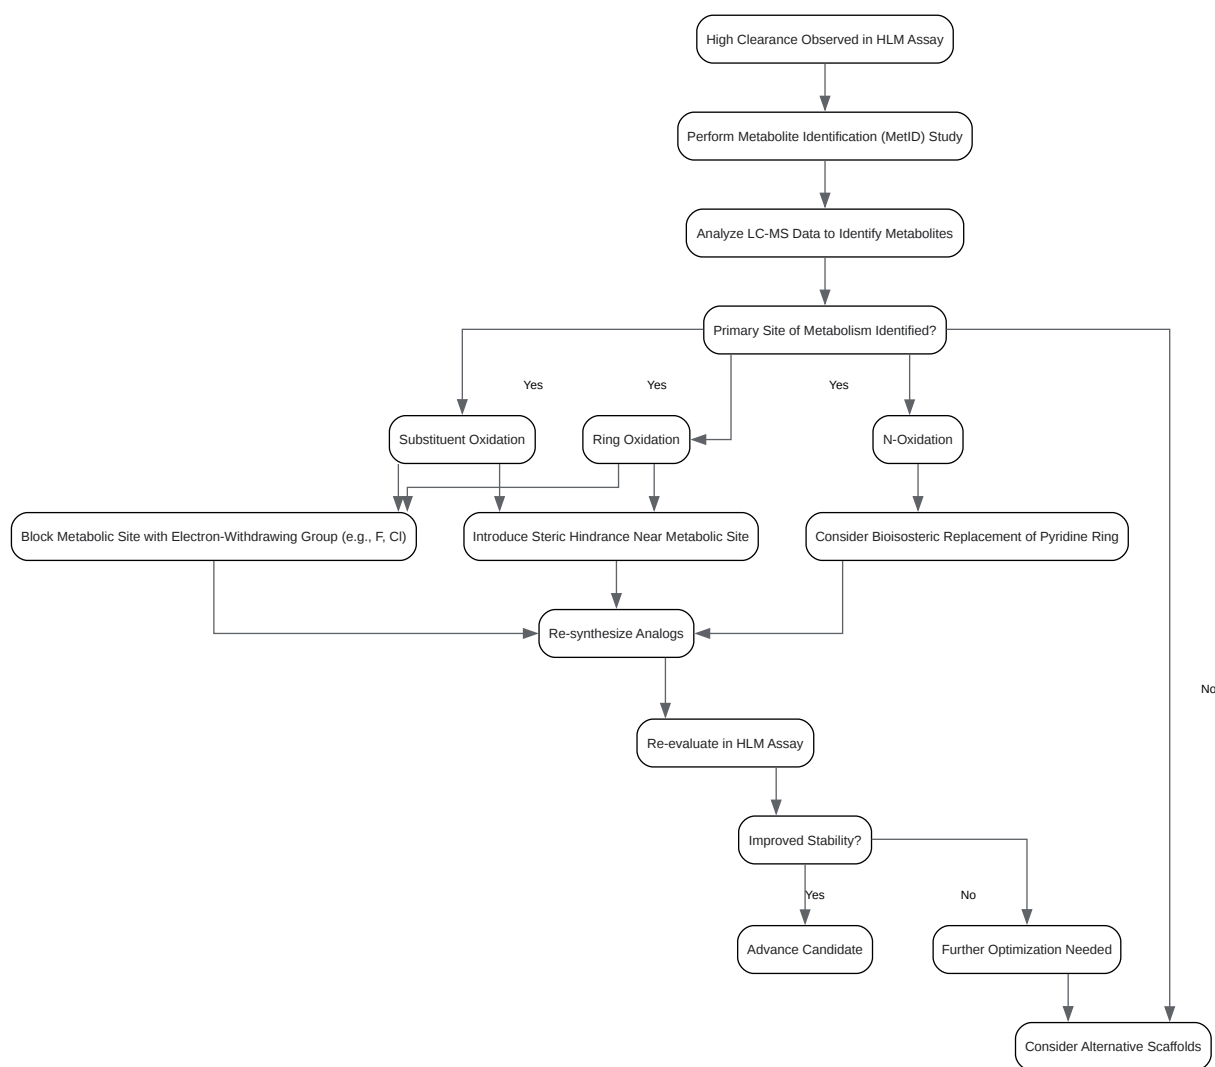 High Clearance Observed in HLM Assay
Perform Metabolite Identification (MetID) Study
Analyze LC-MS Data to Identify Metabolites
Primary Site of Metabolism Identified?
Yes
Yes
Yes
Substituent Oxidation
Ring Oxidation
N-Oxidation
Block Metabolic Site with Electron-Withdrawing Group (e.g., F, Cl)
Introduce Steric Hindrance Near Metabolic Site
Consider Bioisosteric Replacement of Pyridine Ring
Re-synthesize Analogs
No
Re-evaluate in HLM Assay
Improved Stability?
Yes
No
Advance Candidate
Further Optimization Needed
Consider Alternative Scaffolds